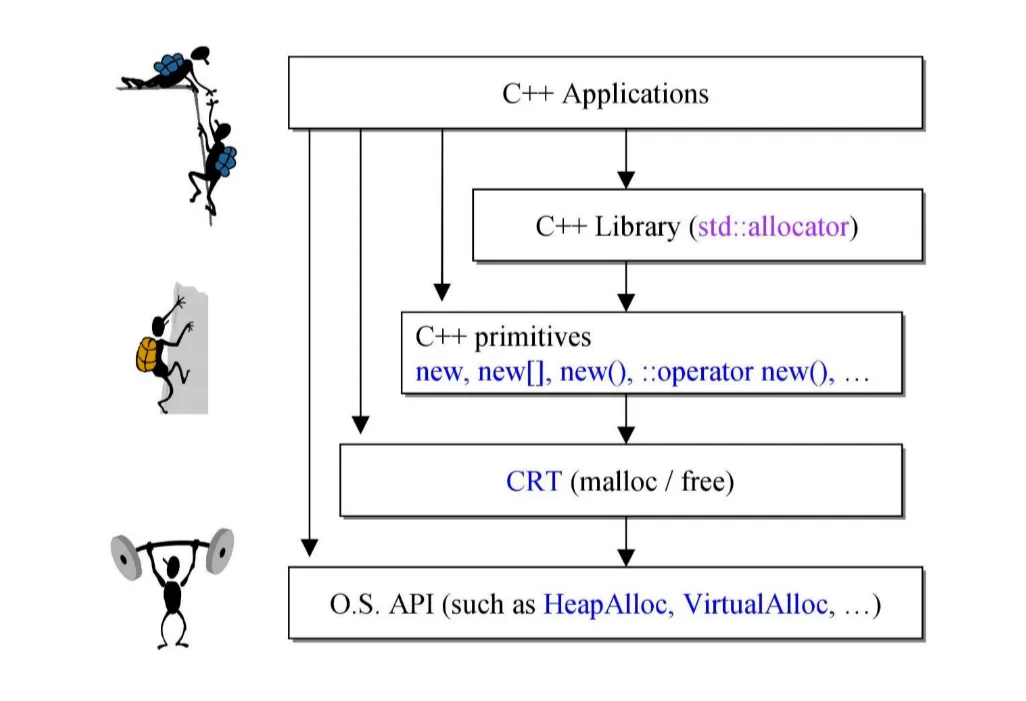 C++ Applications
C++ Library (std::allocator)
C++ primitives
new, new[], new(), ::operator new(), …
CRT (malloc / free)
O.S. API (such as HeapAlloc, VirtualAlloc, …)